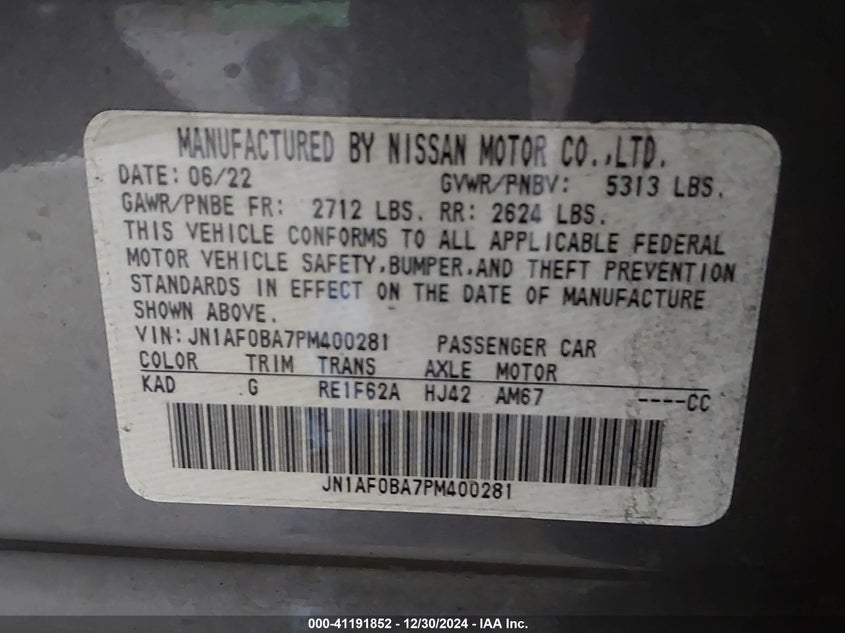 MANUFACTURED BY NISSAN MOTOR CO.,LTD.
DATE: 06/22 GVWR/PNBV: 5313 LBS.
GAWR/PNBE FR: 2712 LBS. RR: 2624 LBS.
THIS VEHICLE CONFORMS TO ALL APPLICABLE FEDERAL
MOTOR VEHICLE SAFETY,BUMPER,AND THEFT PREVENTION
STANDARDS IN EFFECT ON THE DATE OF MANUFACTURE
SHOWN ABOVE.
VIN:JN1AF0BA7PM400281 PASSENGER CAR
COLOR TRIM TRANS AXLE MOTOR
KAD G RE1F62A HJ42 AM67 ----CC
JN1AF0BA7PM400281
000-41191852 - 12/30/2024 - IAA Inc.